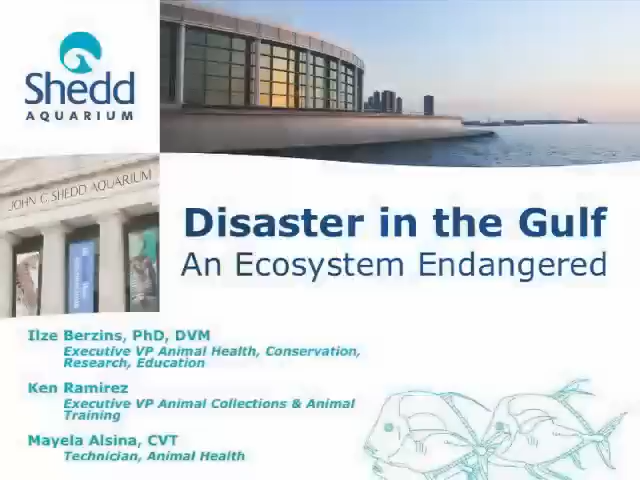 Shedd
AQUARIUM
JOHN G. SHEDD AQUARIUM
Disaster in the Gulf
An Ecosystem Endangered
Ilze Berzins, PhD, DVM
Executive VP Animal Health, Conservation,
Research, Education
Ken Ramirez
Executive VP Animal Collections & Animal
Training
Mayela Alsina, CVT
Technician, Animal Health